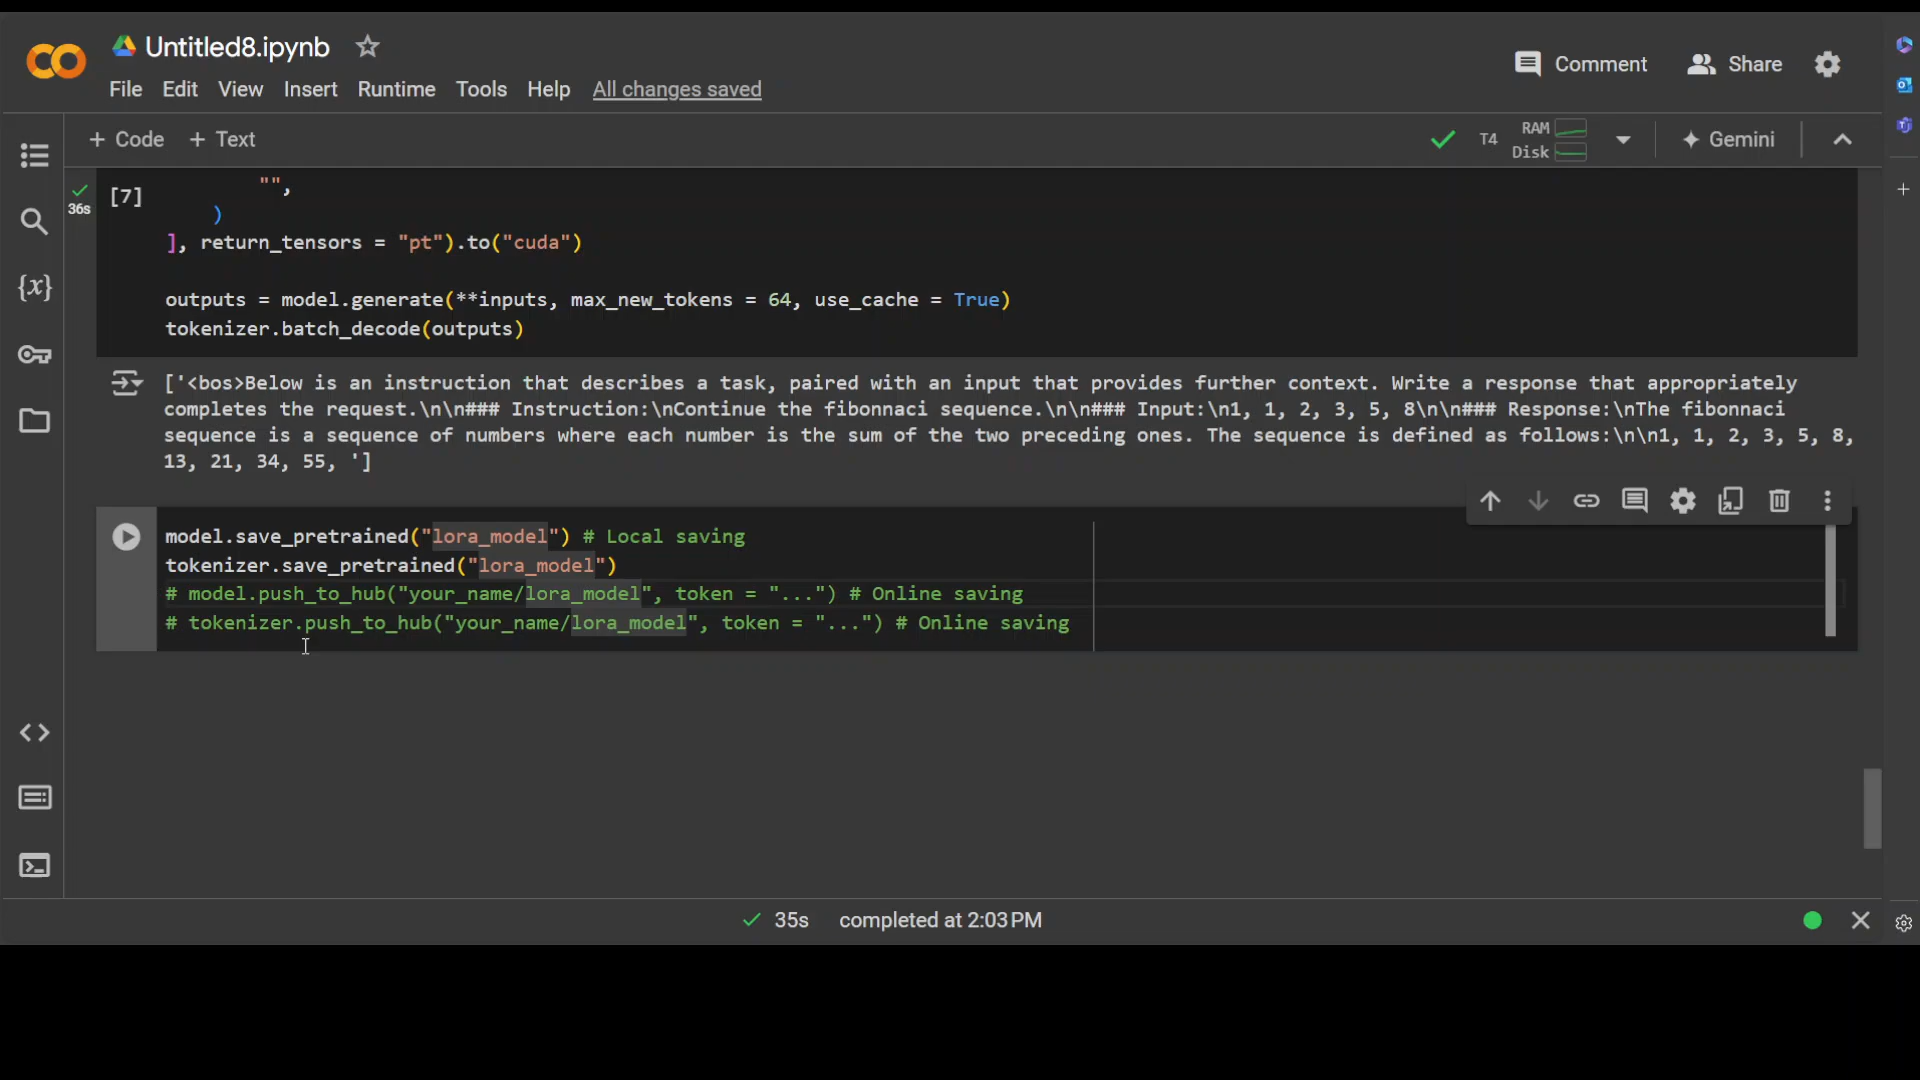 Untitled8.ipynb
File Edit View Insert Runtime Tools Help All changes saved
Comment Share
+ Code + Text
T4 RAM Disk Gemini
36s
[7]
"",
)
], return_tensors = "pt").to("cuda")
outputs = model.generate(**inputs, max_new_tokens = 64, use_cache = True)
tokenizer.batch_decode(outputs)
['<bos>Below is an instruction that describes a task, paired with an input that provides further context. Write a response that appropriately
completes the request.\n\n### Instruction:\nContinue the fibonnaci sequence.\n\n### Input:\n1, 1, 2, 3, 5, 8\n\n### Response:\nThe fibonnaci
sequence is a sequence of numbers where each number is the sum of the two preceding ones. The sequence is defined as follows:\n\n1, 1, 2, 3, 5, 8,
13, 21, 34, 55, ']
model.save_pretrained("lora_model") # Local saving
tokenizer.save_pretrained("lora_model")
# model.push_to_hub("your_name/lora_model", token = "...") # Online saving
# tokenizer.push_to_hub("your_name/lora_model", token = "...") # Online saving
35s completed at 2:03 PM